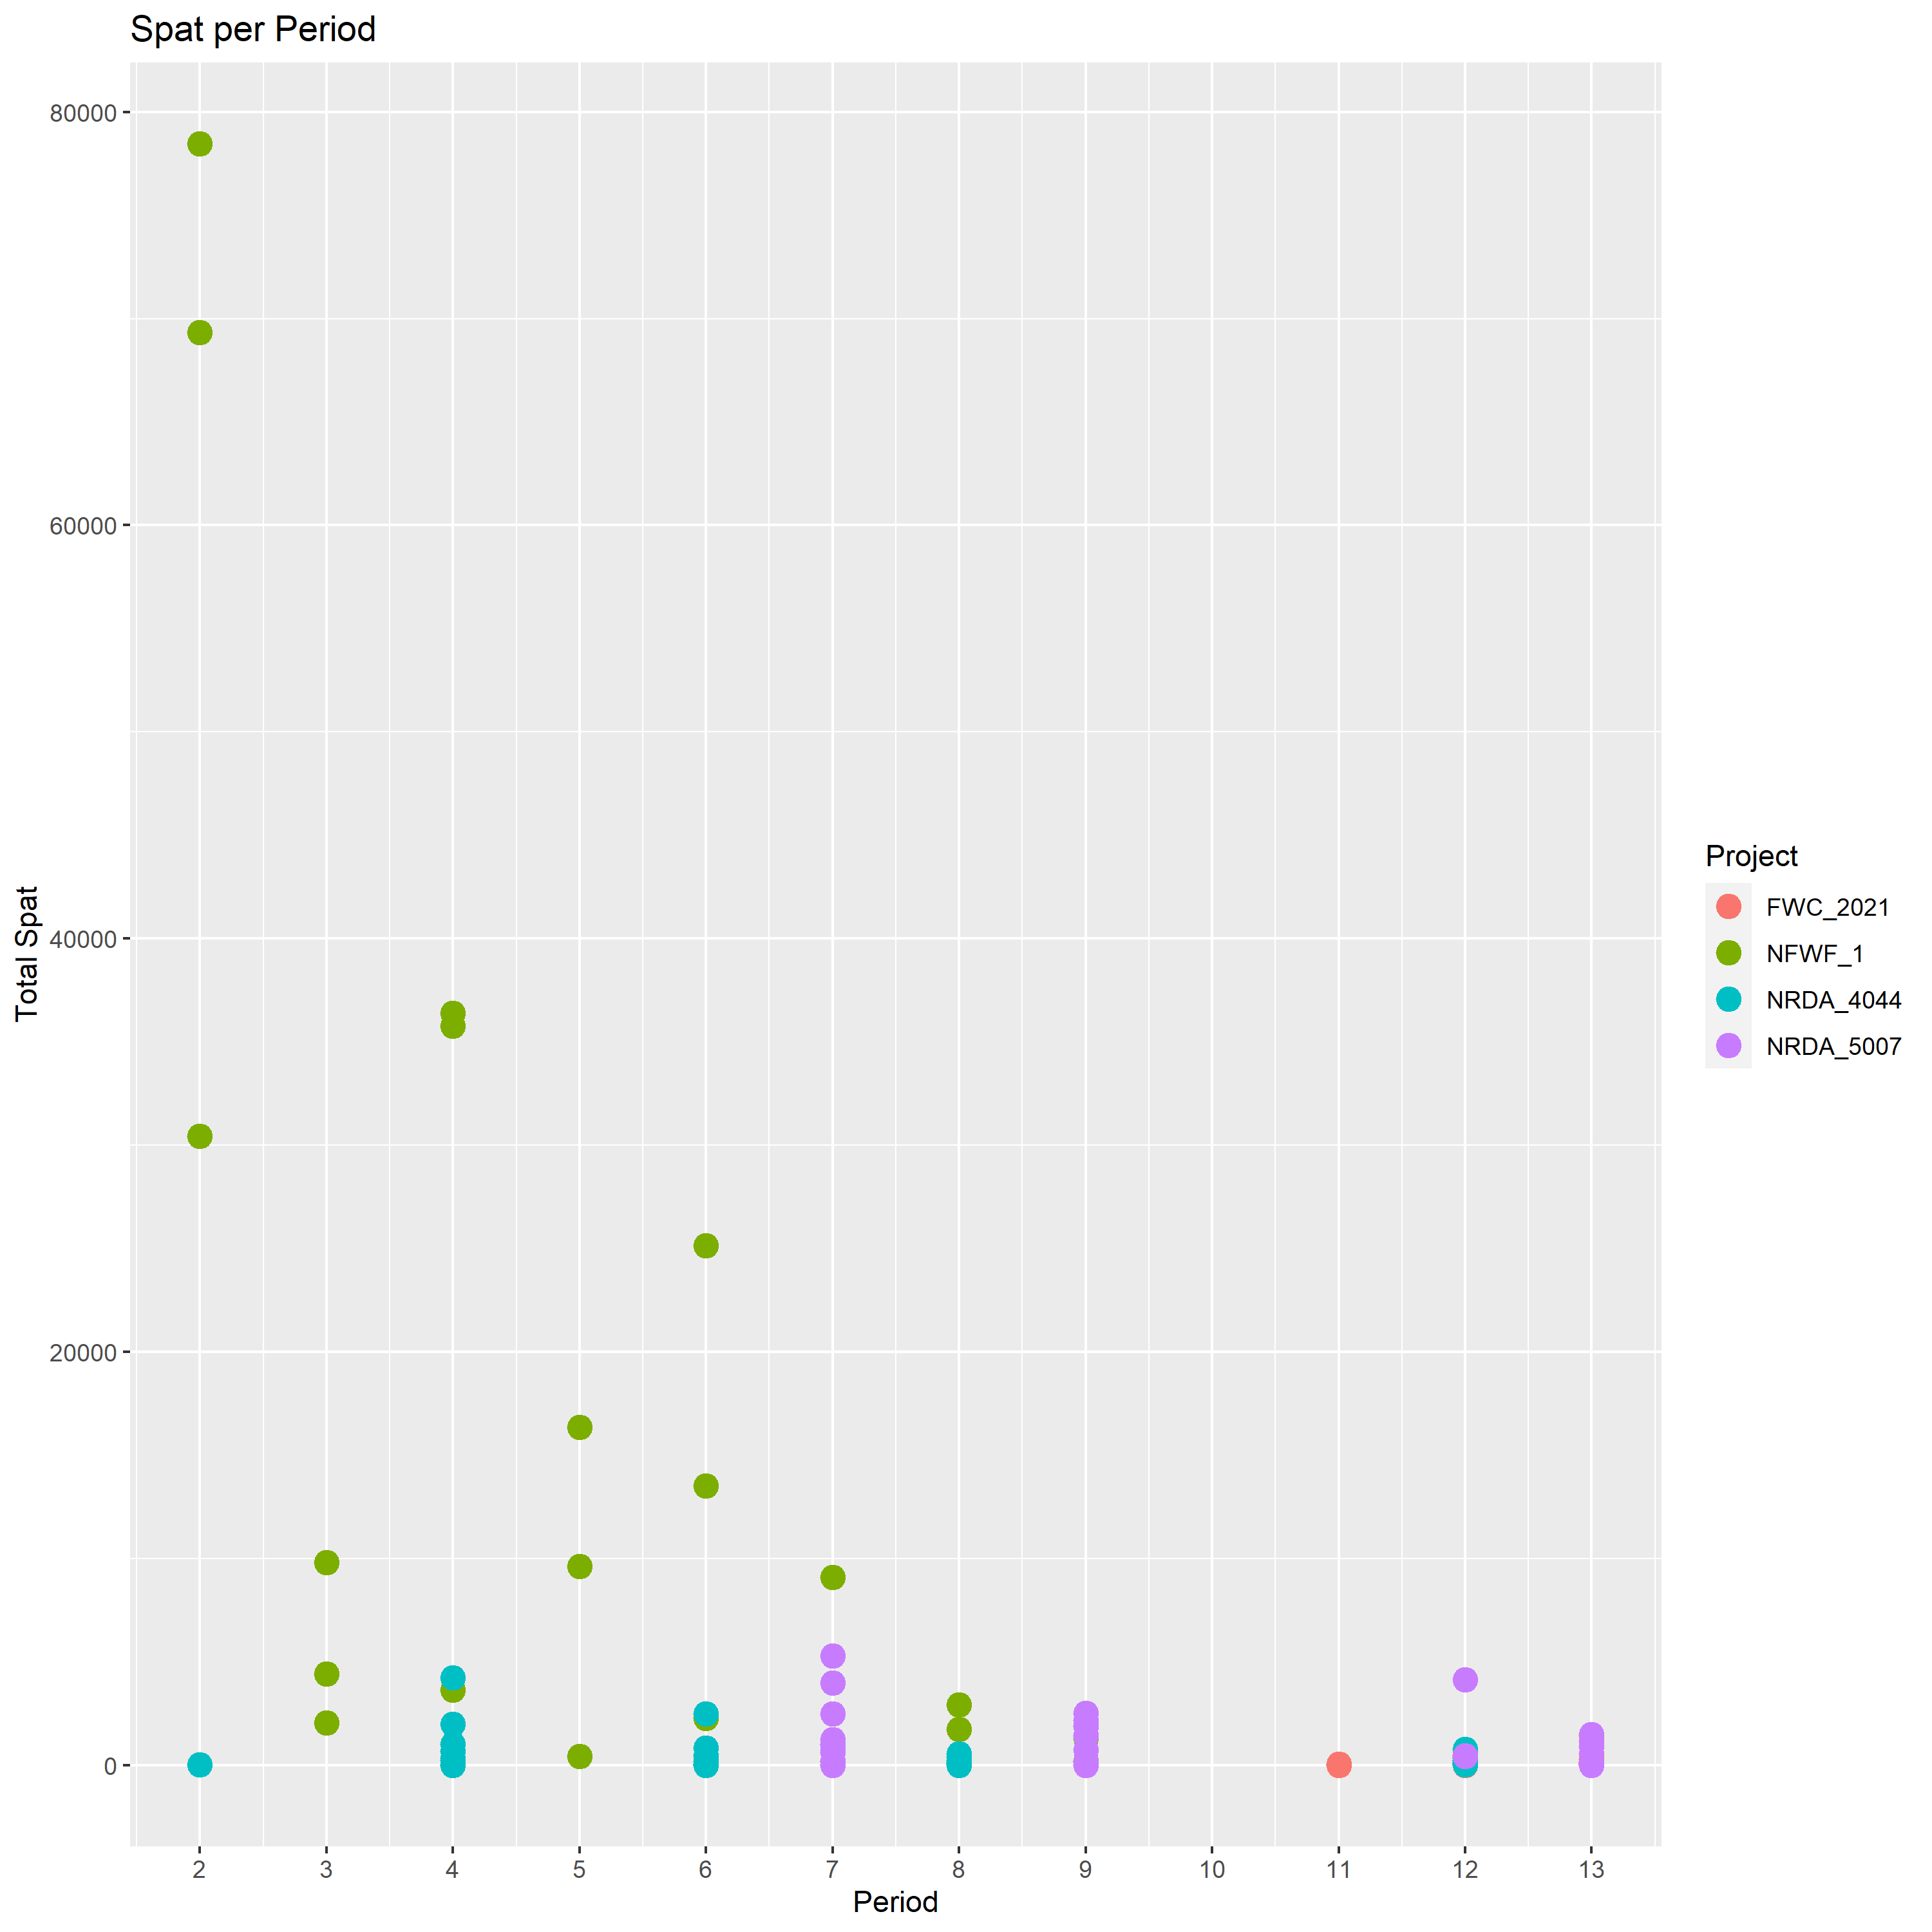 Spat per Period
80000
60000
40000
20000
0
Total Spat
2 3 4 5 6 7 8 9 10 11 12 13
Period
Project
FWC_2021
NFWF_1
NRDA_4044
NRDA_5007